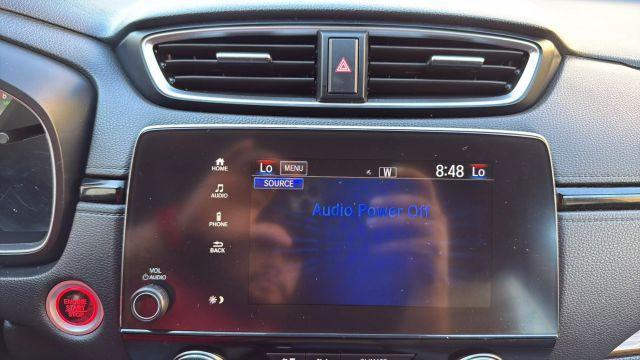 HOME
Lo MENU W 8:48 Lo
SOURCE
AUDIO
Audio Power Off
PHONE
BACK
VOL
AUDIO
ENGINE
START
STOP